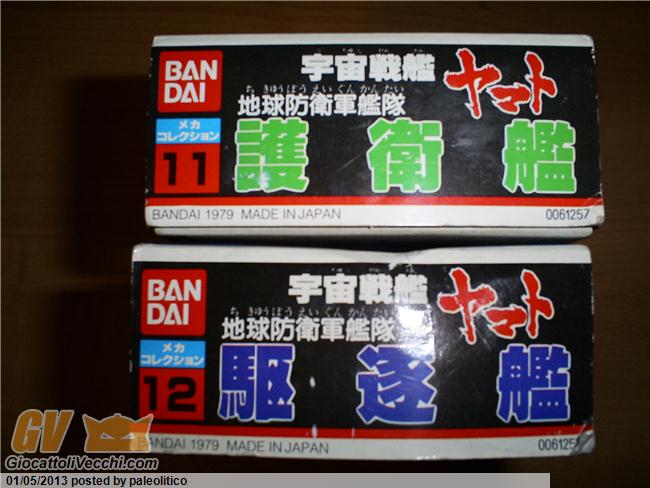 BAN
DAI
メカ
コレクション
11
宇宙戦艦
ヤマト
ち きゅうぼうえいぐんかんたい
地球防衛軍艦隊
護衛艦
BANDAI 1979 MADE IN JAPAN
0061257
BAN
DAI
メカ
コレクション
12
宇宙戦艦
ヤマト
ち きゅうぼうえいぐんかんたい
地球防衛軍艦隊
駆逐艦
BANDAI 1979 MADE IN JAPAN
GV
GiocattoliVecchi.com
01/05/2013 posted by paleolitico